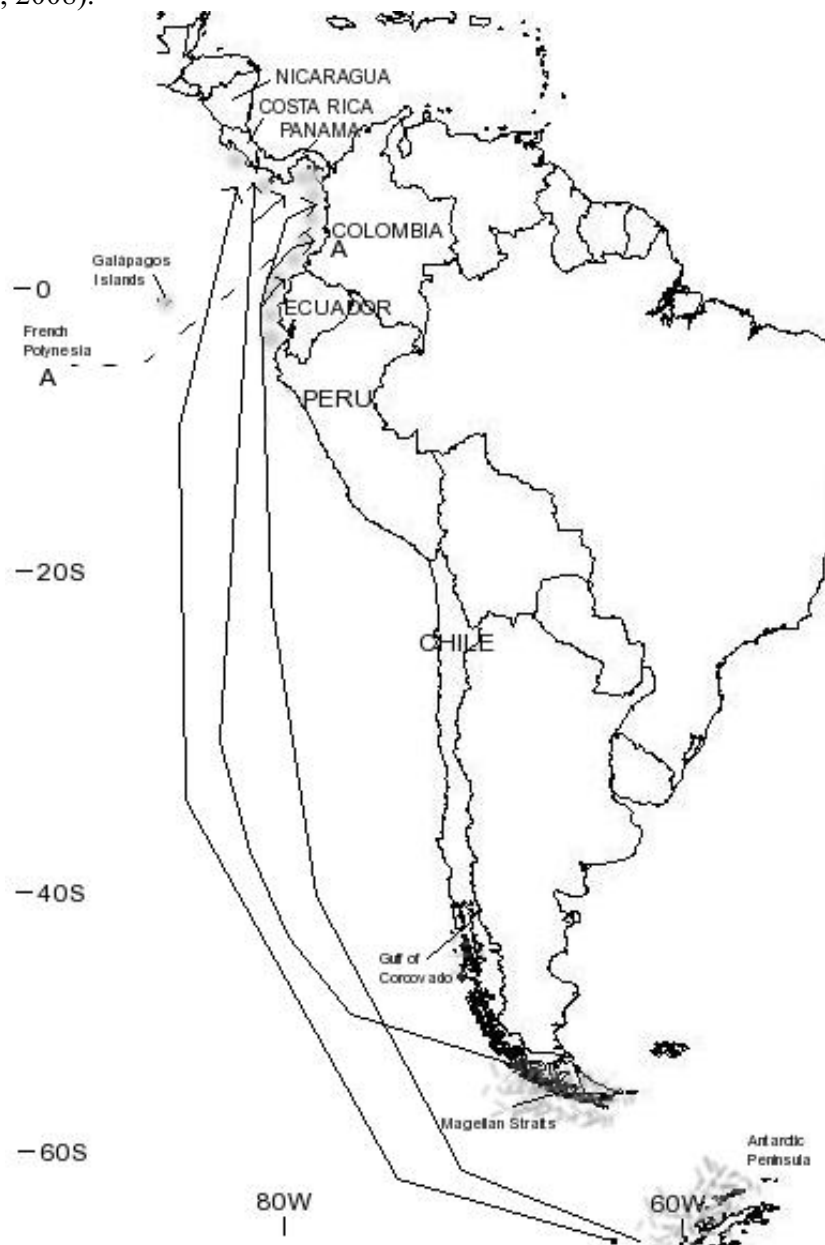 , 2008).
NICARAGUA
COSTA RICA
PANAMA
COLOMBIA
A
Galápagos
Islands
0
ECUADOR
French
Polynesia
A
PERU
20S
CHILE
40S
Gulf of
Corcovado
Magellan Straits
60S
Antarctic
Peninsula
80W
60W